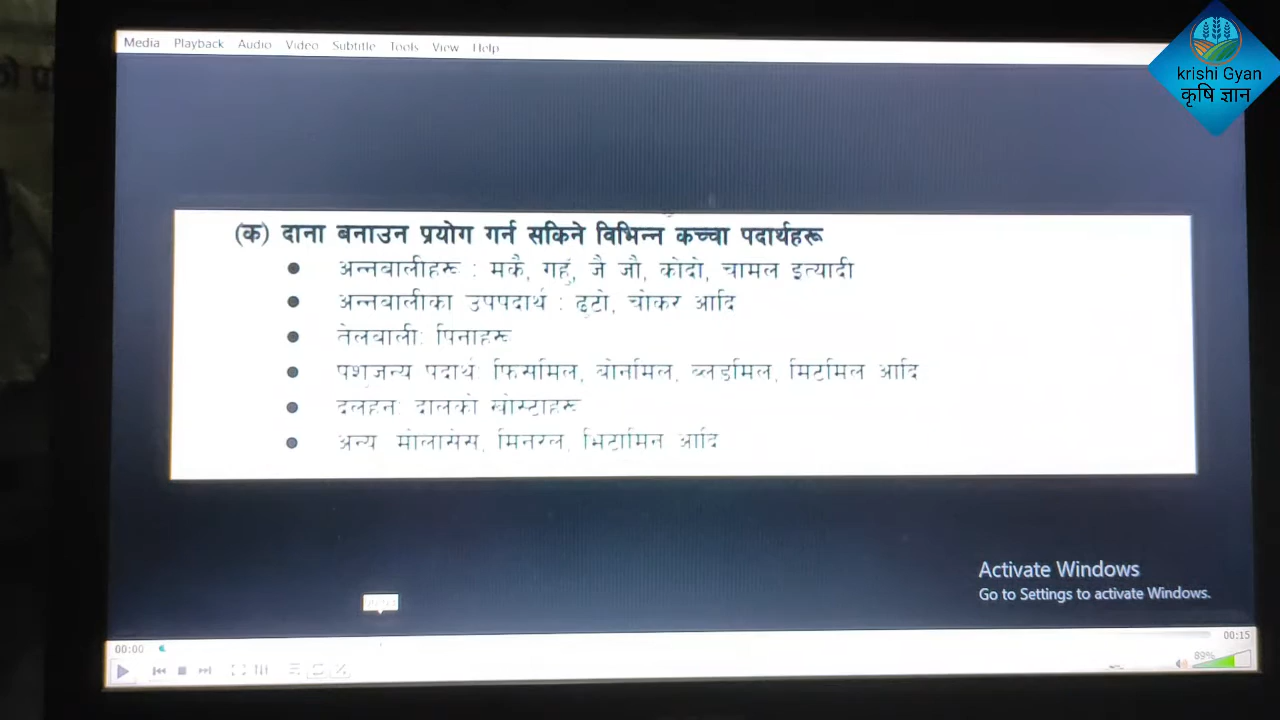 krishi Gyan
कृषि ज्ञान
Media Playback Audio Video Subtitle Tools View Help
(क) दाना बनाउन प्रयोग गर्न सकिने विभिन्न कच्चा पदार्थहरू
● अन्नबालीहरू : मकै, गहुँ, जै जौ, कोदो, चामल इत्यादी
● अन्नबालीका उपपदार्थ : ढुटो, चोकर आदि
● तेलबाली: पिनाहरू
● पशुजन्य पदार्थ: फिसमिल, बोनमिल, ब्लडमिल, मिटमिल आदि
● दलहन: दालको खोस्टाहरू
● अन्य मोलासेस, मिनरल, भिटामिन आदि
Activate Windows
Go to Settings to activate Windows.
00:00
00:15
89%